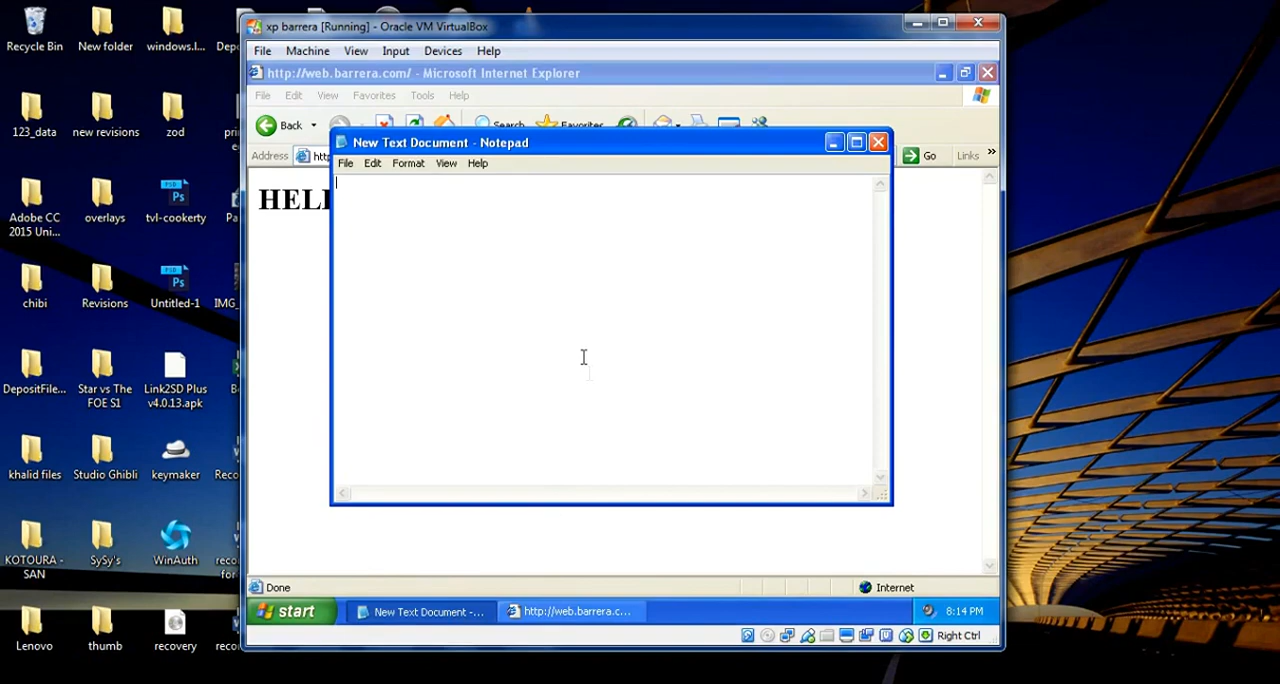 Recycle Bin
New folder
windows.l...
123_data
new revisions
zod
Adobe CC
2015 Uni...
overlays
tvl-cookerty
chibi
Revisions
Untitled-1
IMG_
DepositFile...
Star vs The
FOE S1
Link2SD Plus
v4.0.13.apk
khalid files
Studio Ghibli
keymaker
KOTOURA -
SAN
SySy's
WinAuth
Lenovo
thumb
recovery
xp barrera [Running] - Oracle VM VirtualBox
File Machine View Input Devices Help
http://web.barrera.com/ - Microsoft Internet Explorer
File Edit View Favorites Tools Help
Back Search Favorites
Address Go Links »
New Text Document - Notepad
File Edit Format View Help
Done Internet
start New Text Document -... http://web.barrera.c... 8:14 PM
Right Ctrl